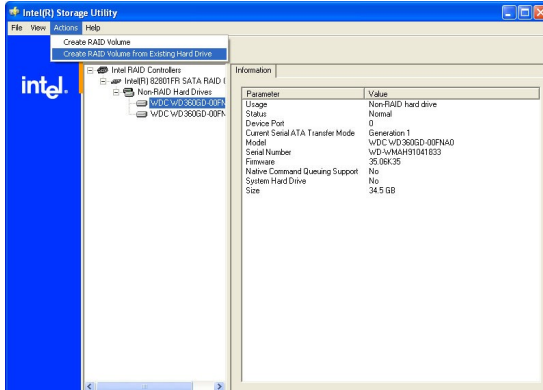 Intel(R) Storage Utility
File View Actions Help
Create RAID Volume
Create RAID Volume from Existing Hard Drive
intel.
Intel RAID Controllers
Intel(R) 82801FR SATA RAID
Non-RAID Hard Drives
WDC WD360GD-00FN
WDC WD360GD-00FN
Information
Parameter Value
Usage Non-RAID hard drive
Status Normal
Device Port 0
Current Serial ATA Transfer Mode Generation 1
Model WDC WD360GD-00FNA0
Serial Number WD-WMAH91041833
Firmware 35.06K35
Native Command Queuing Support No
System Hard Drive No
Size 34.5 GB